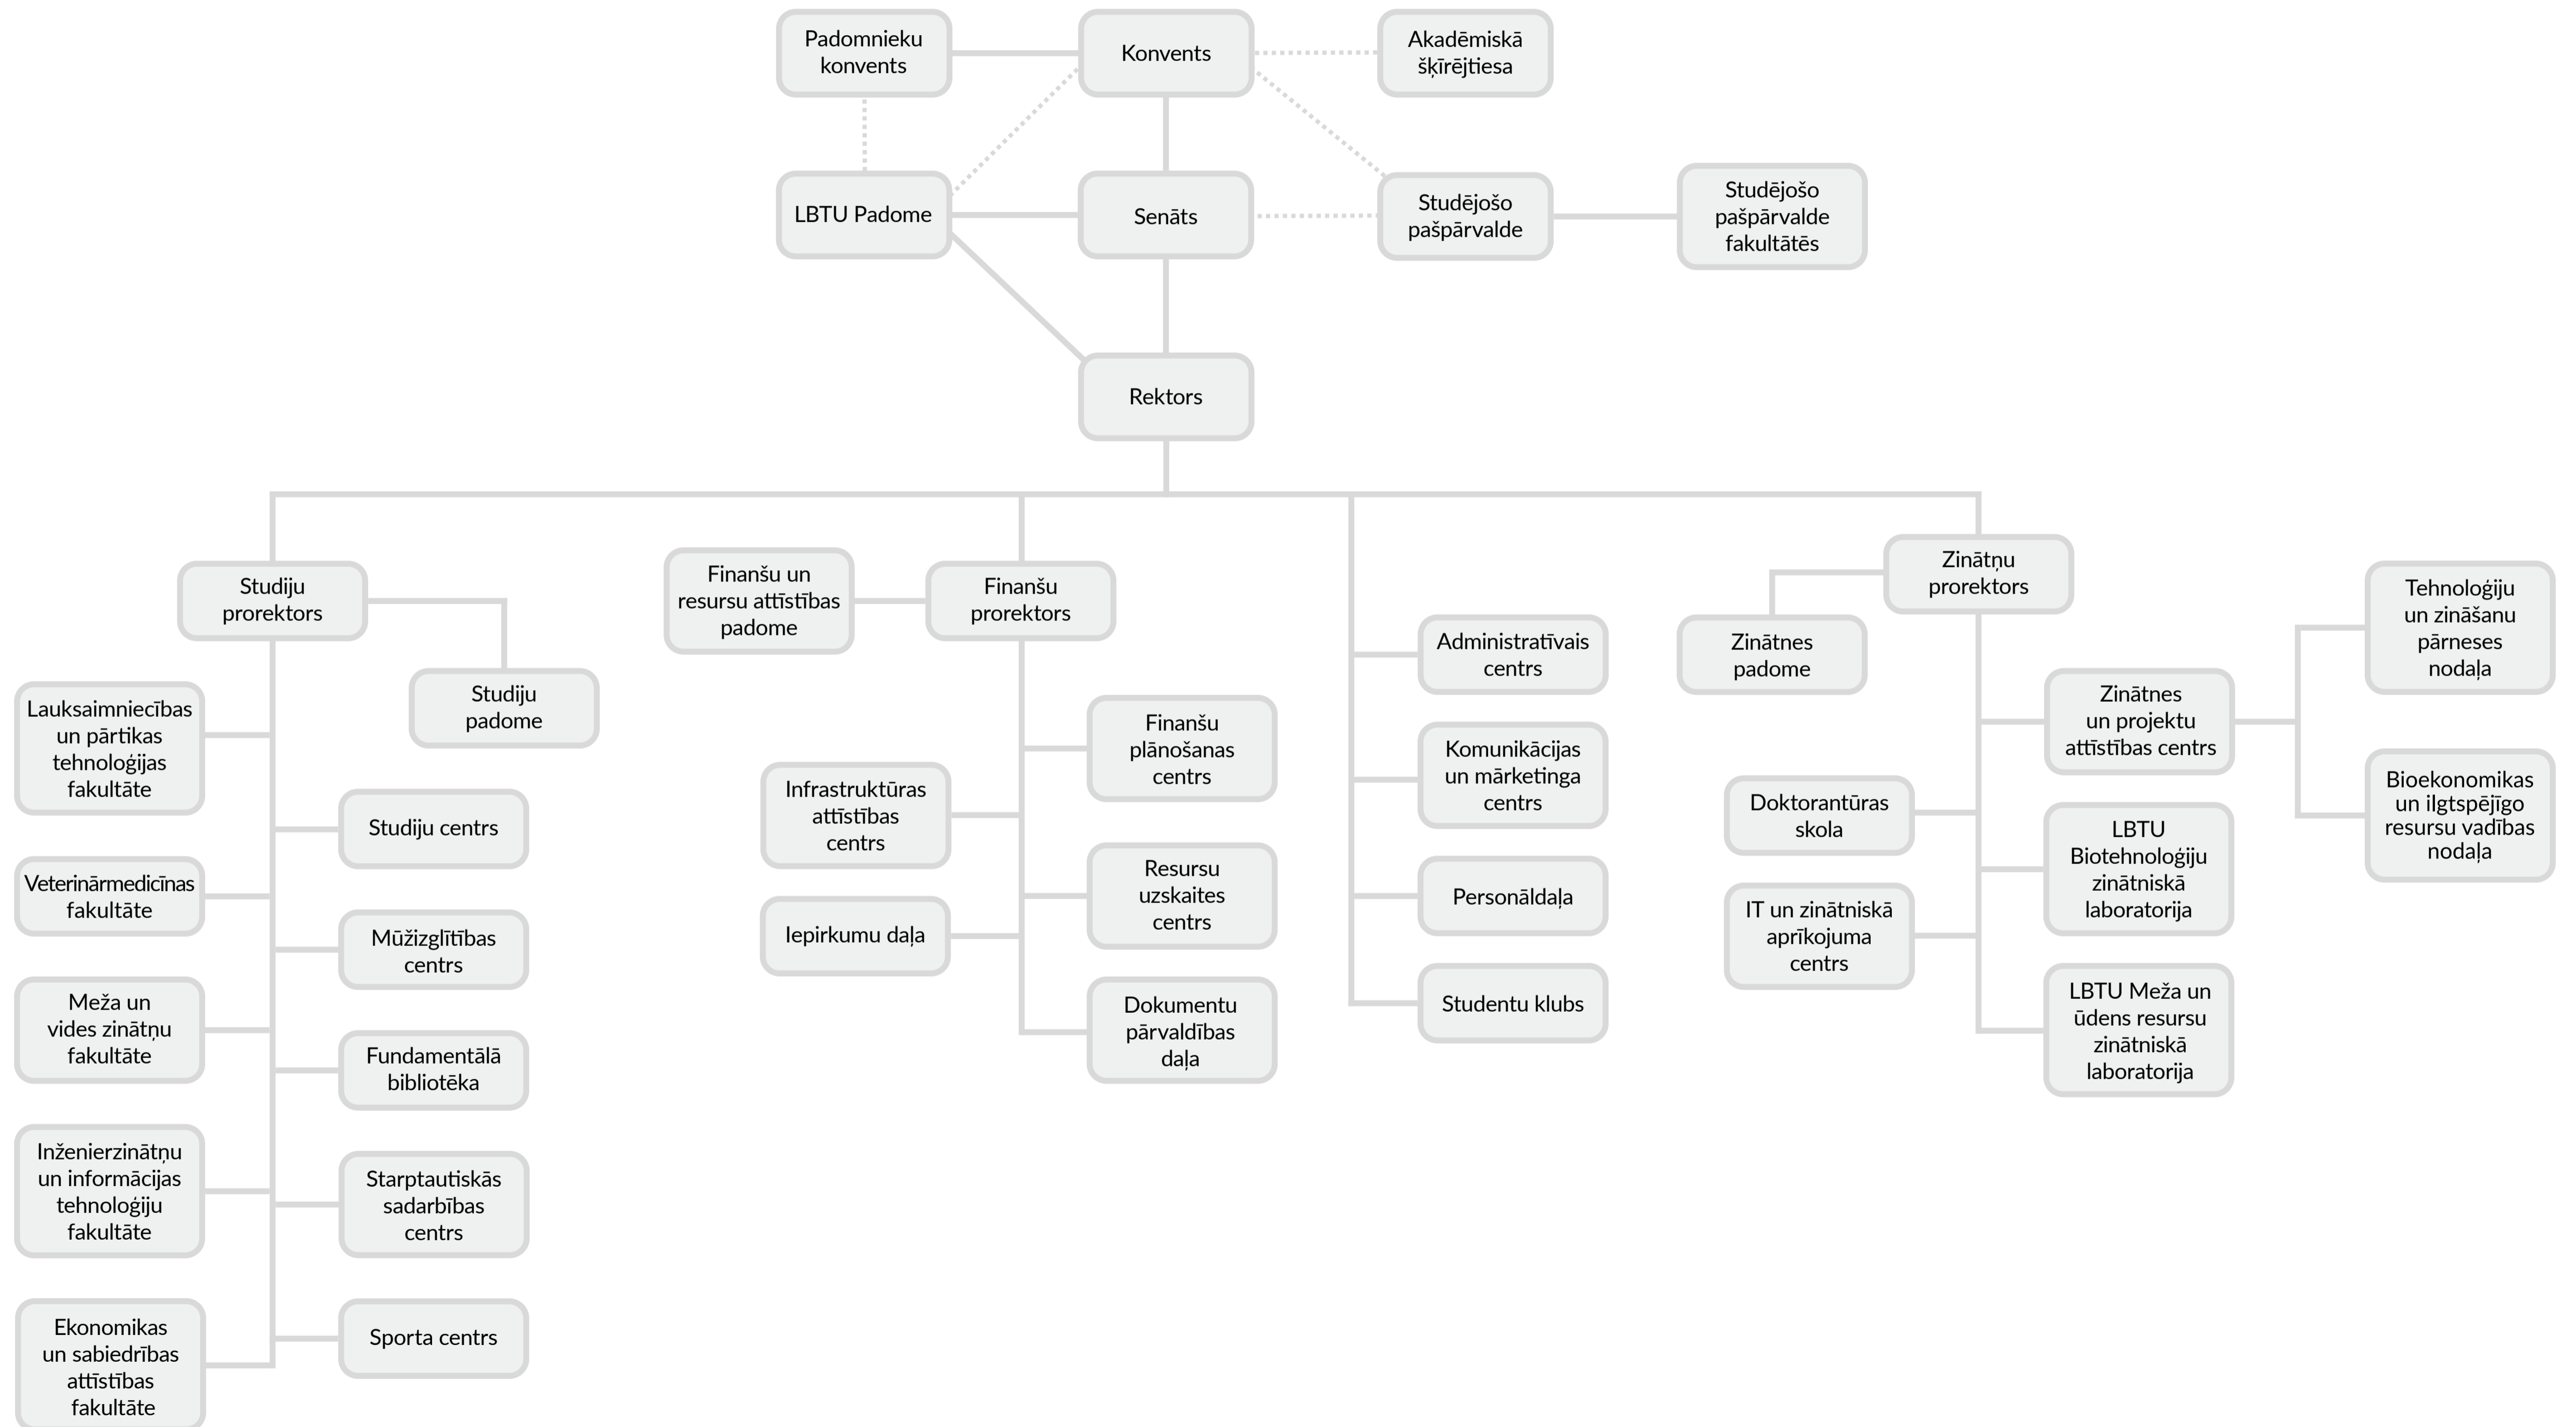 Padomnieku
konvents
Konvents
Akadēmiskā
šķīrējtiesa
LBTU Padome
Senāts
Studējošo
pašpārvalde
Studējošo
pašpārvalde
fakultātēs
Rektors
Studiju
prorektors
Studiju
padome
Lauksaimniecības
un pārtikas
tehnoloģijas
fakultāte
Veterinārmedicīnas
fakultāte
Meža un
vides zinātņu
fakultāte
Inženierzinātņu
un informācijas
tehnoloģiju
fakultāte
Ekonomikas
un sabiedrības
attīstības
fakultāte
Studiju centrs
Mūžizglītības
centrs
Fundamentālā
bibliotēka
Starptautiskās
sadarbības
centrs
Sporta centrs
Finanšu un
resursu attīstības
padome
Finanšu
prorektors
Infrastruktūras
attīstības
centrs
Iepirkumu daļa
Finanšu
plānošanas
centrs
Resursu
uzskaites
centrs
Dokumentu
pārvaldības
daļa
Administratīvais
centrs
Komunikācijas
un mārketinga
centrs
Personāldaļa
Studentu klubs
Zinātņu
prorektors
Zinātnes
padome
Doktorantūras
skola
IT un zinātniskā
aprīkojuma
centrs
Zinātnes
un projektu
attīstības centrs
LBTU
Biotehnoloģiju
zinātniskā
laboratorija
LBTU Meža un
ūdens resursu
zinātniskā
laboratorija
Tehnoloģiju
un zināšanu
pārneses
nodaļa
Bioekonomikas
un ilgtspējīgo
resursu vadības
nodaļa